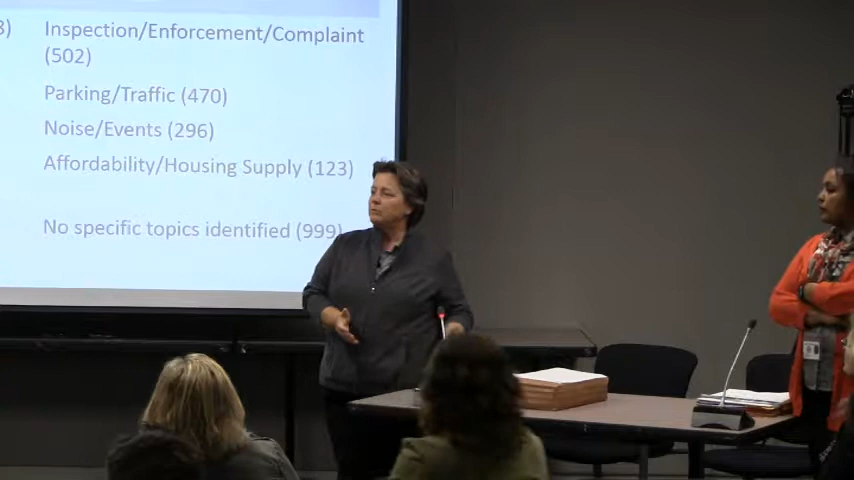 3)
Inspection/Enforcement/Complaint
(502)
Parking/Traffic (470)
Noise/Events (296)
Affordability/Housing Supply (123)
No specific topics identified (999)